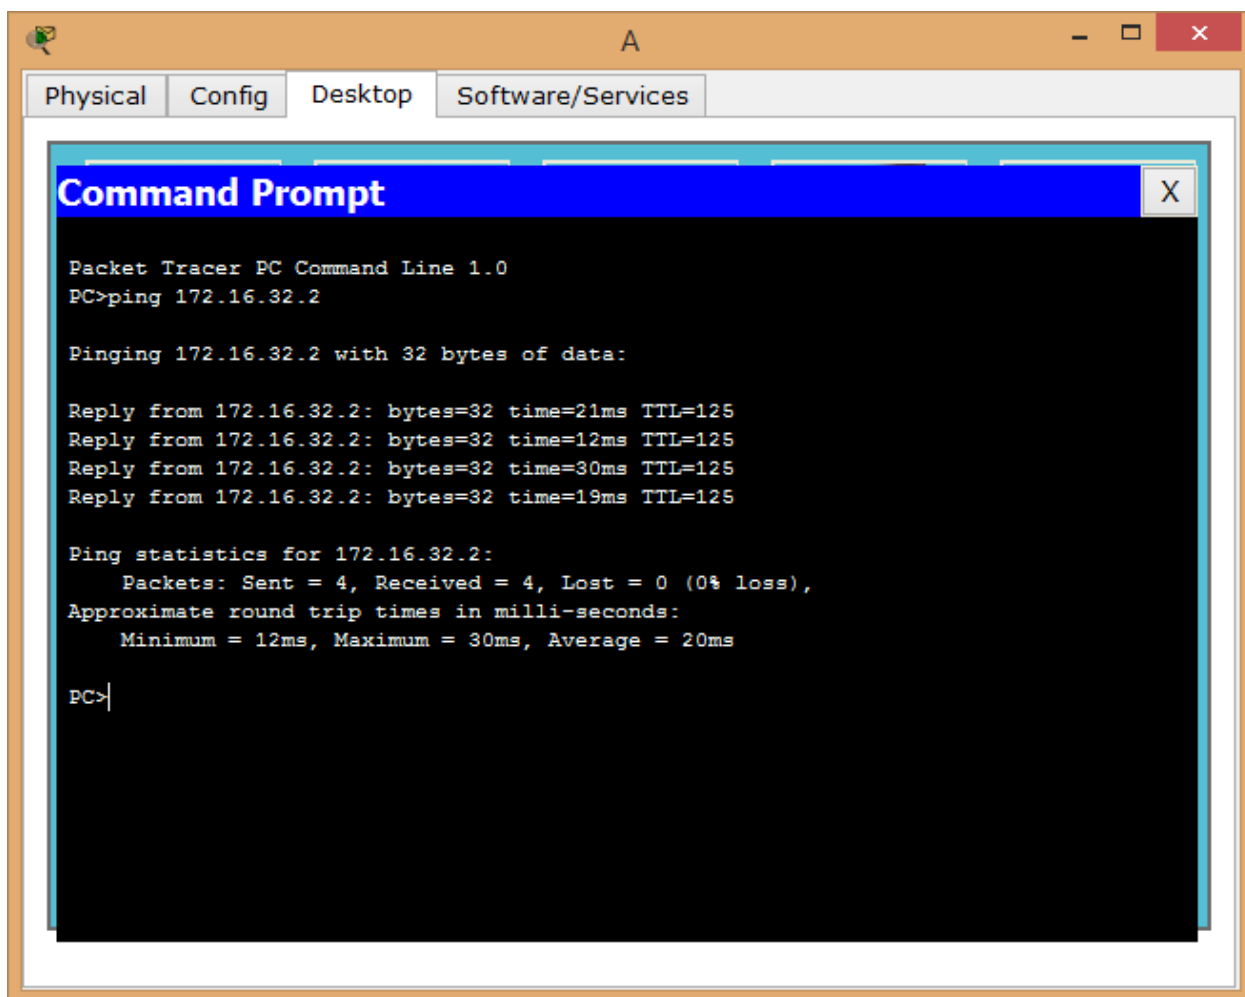 A
Physical Config Desktop Software/Services
Command Prompt X
Packet Tracer PC Command Line 1.0
PC>ping 172.16.32.2
Pinging 172.16.32.2 with 32 bytes of data:
Reply from 172.16.32.2: bytes=32 time=21ms TTL=125
Reply from 172.16.32.2: bytes=32 time=12ms TTL=125
Reply from 172.16.32.2: bytes=32 time=30ms TTL=125
Reply from 172.16.32.2: bytes=32 time=19ms TTL=125
Ping statistics for 172.16.32.2:
Packets: Sent = 4, Received = 4, Lost = 0 (0% loss),
Approximate round trip times in milli-seconds:
Minimum = 12ms, Maximum = 30ms, Average = 20ms
PC>